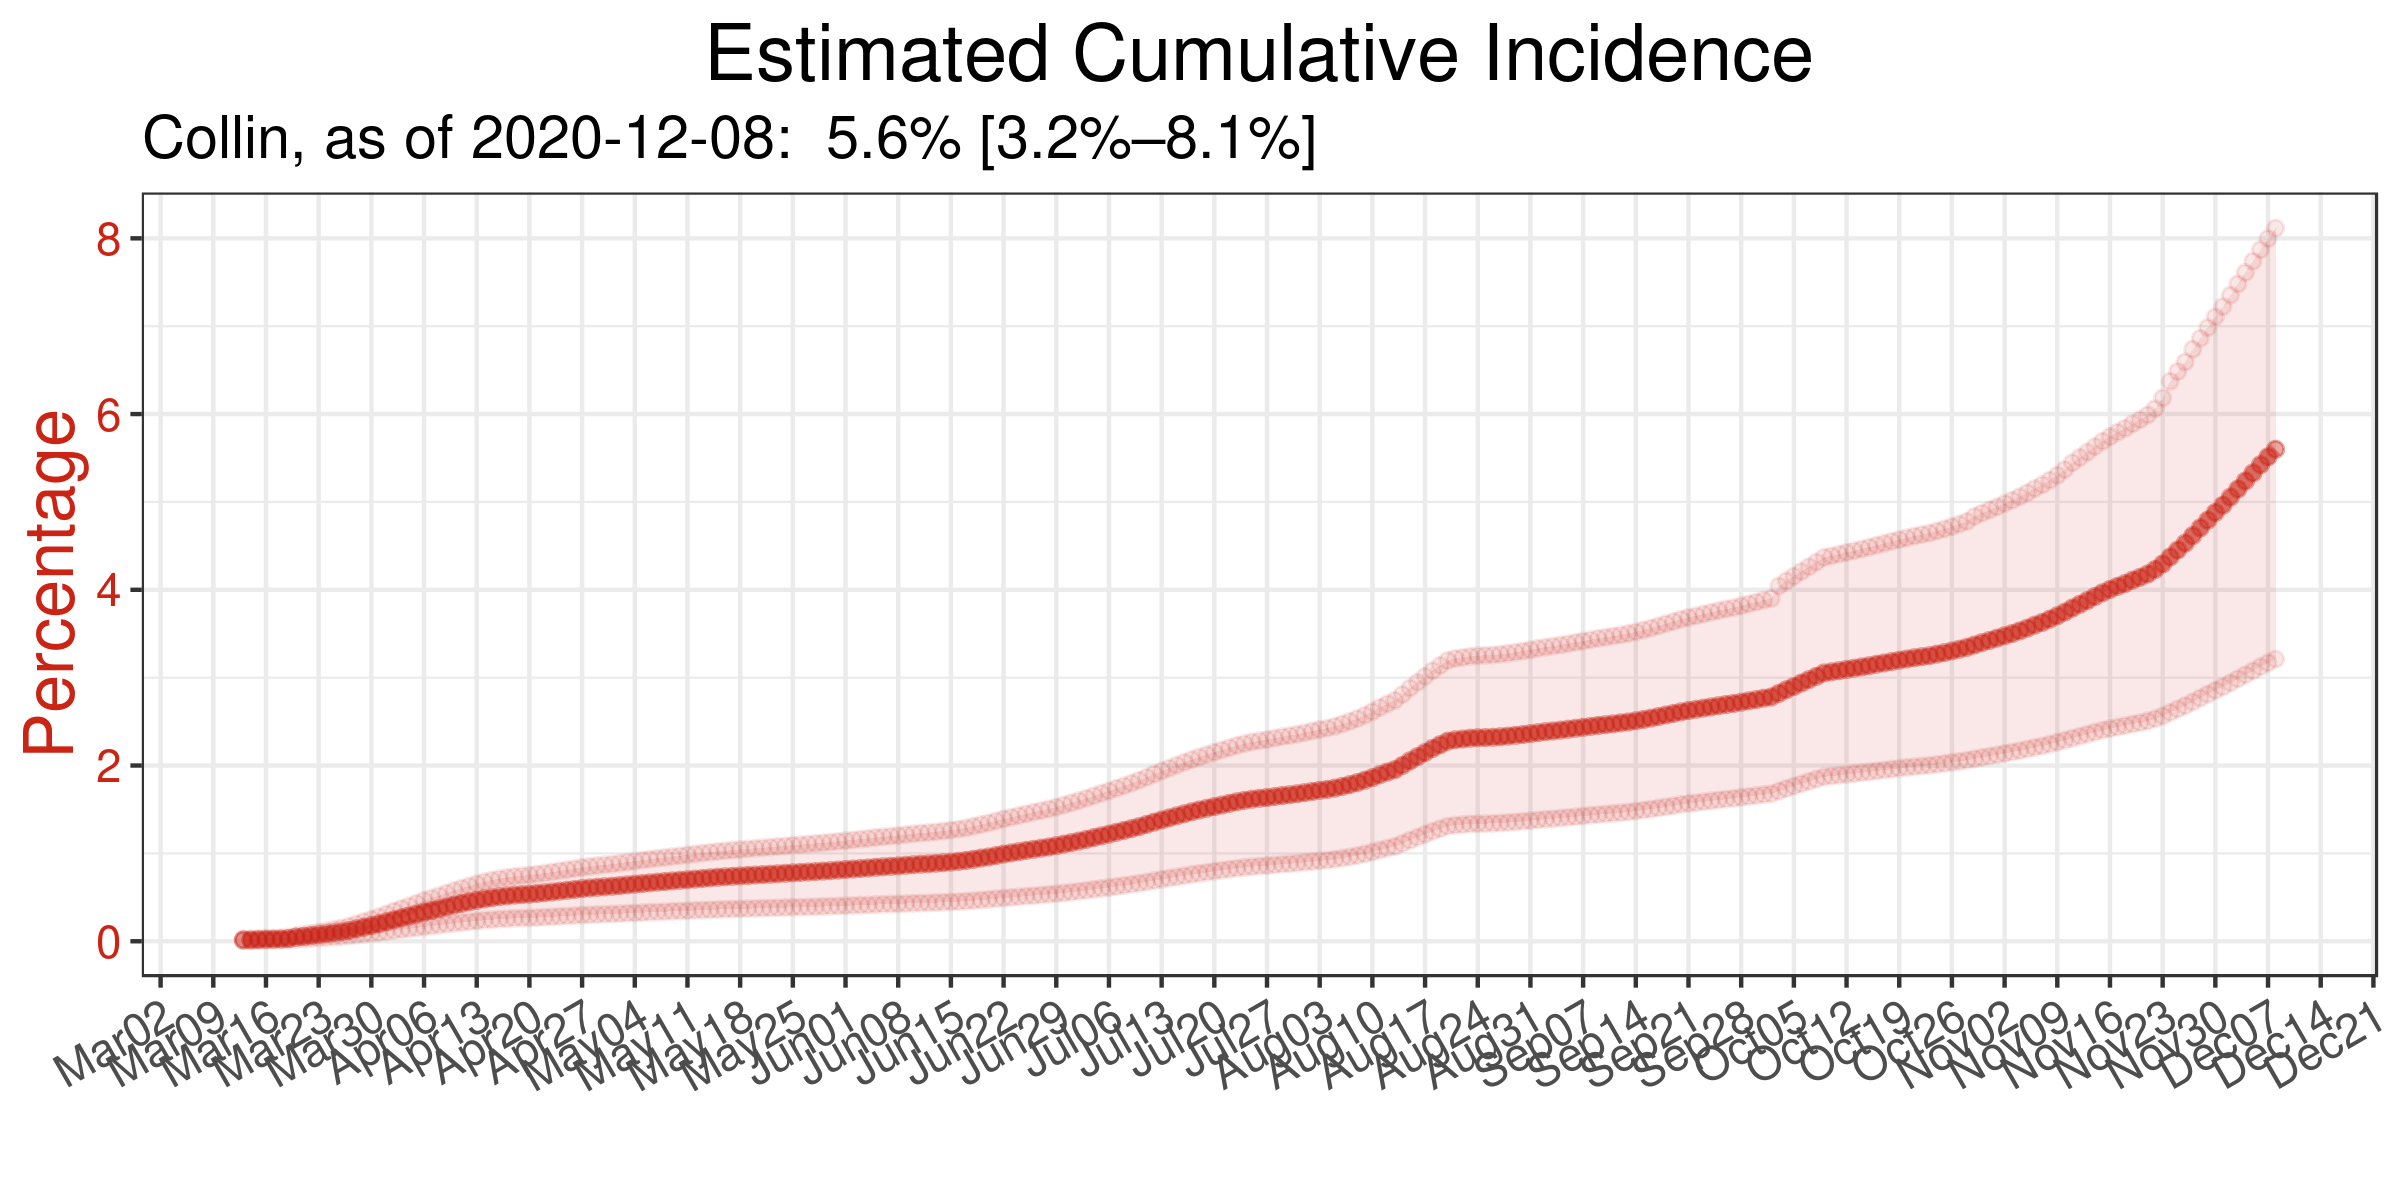 Estimated Cumulative Incidence
Collin, as of 2020-12-08:  5.6% [3.2%–8.1%]
Percentage
8
6
4
2
0
Mar02
Mar09
Mar16
Mar23
Mar30
Apr06
Apr13
Apr20
Apr27
May04
May11
May18
May25
Jun01
Jun08
Jun15
Jun22
Jun29
Jul06
Jul13
Jul20
Jul27
Aug03
Aug10
Aug17
Aug24
Aug31
Sep07
Sep14
Sep21
Sep28
Oct05
Oct12
Oct19
Oct26
Nov02
Nov09
Nov16
Nov23
Nov30
Dec07
Dec14
Dec21